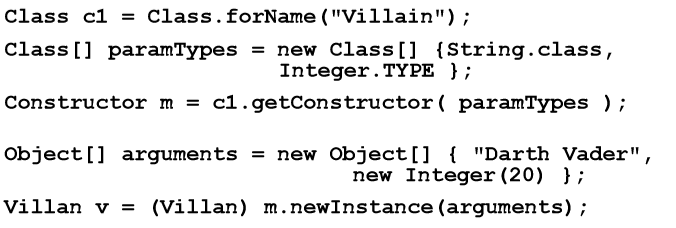 Class c1 = Class.forName("Villain");
Class[] paramTypes = new Class[] {String.class,
Integer.TYPE };
Constructor m = c1.getConstructor( paramTypes );
Object[] arguments = new Object[] { "Darth Vader",
new Integer(20) };
Villan v = (Villan) m.newInstance(arguments);